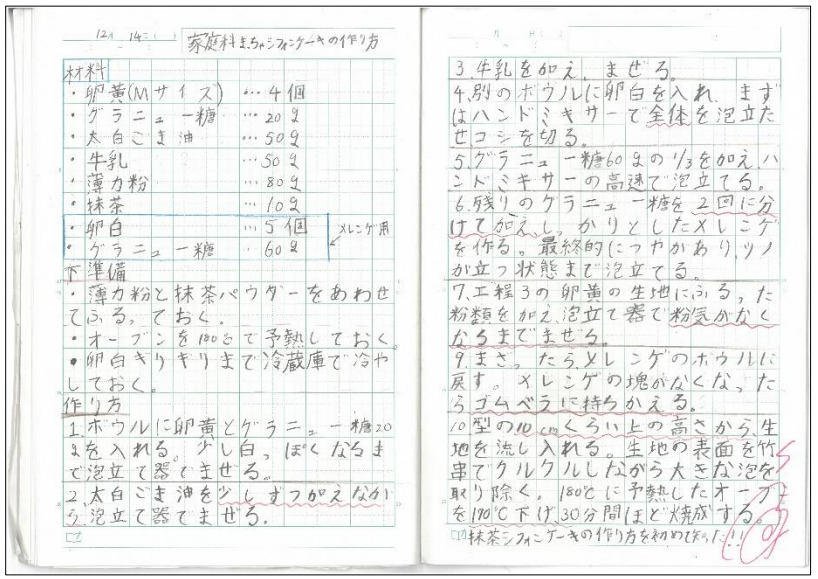 12月 14日( )
家庭科 まっちゃシフォンケーキの作り方
材料
・卵黄(Mサイズ) … 4個
・グラニュー糖 … 20g
・太白ごま油 … 50g
・牛乳 … 50g
・薄力粉 … 80g
・抹茶 … 10g
・卵白 … 5個
メレンゲ用
・グラニュー糖 … 60g
下準備
・薄力粉と抹茶パウダーをあわせ
てふるっておく。
・オーブンを180℃で予熱しておく。
・卵白ギリギリまで冷蔵庫で冷や
しておく。
作り方
1.ボウルに卵黄とグラニュー糖20
gを入れる。少し白っぽくなるま
で泡立て器でまぜる。
2.太白ごま油を少しずつがえなが
ら、泡立て器でまぜる.
3.牛乳を加え、まぜる。
4.別のボウルに卵白を入れ、まず
はハンドミキサーで全体を泡立た
せ、コシを切る。
5.グラニュー糖60gの1/3を加え、ハ
ンドミキサーの高速で泡立てる。
6.残りのグラニュー糖を2回に分
けて加え、しっかりとしたメレンゲ
を作る。最終的につやがあり、ツノ
が立つ状態まで泡立てる。
7.工程3の卵黄の生地にふるった
粉類を加え、泡立て器で粉気がなく
なるまでまぜる。
9.まざったら、メレンゲのボウルに
戻す。メレンゲの塊がなくなった
らゴムベラに持ちかえる。
10型の10cmくらい上の高さから、生
地を流し入れる。生地の表面を竹
串でクルクルしながら大きな泡を
取り除く。180℃に予熱したオーブン
を170℃下げ、30分間ほど焼成する。
抹茶シフォンケーキの作り方を初めて知った!!